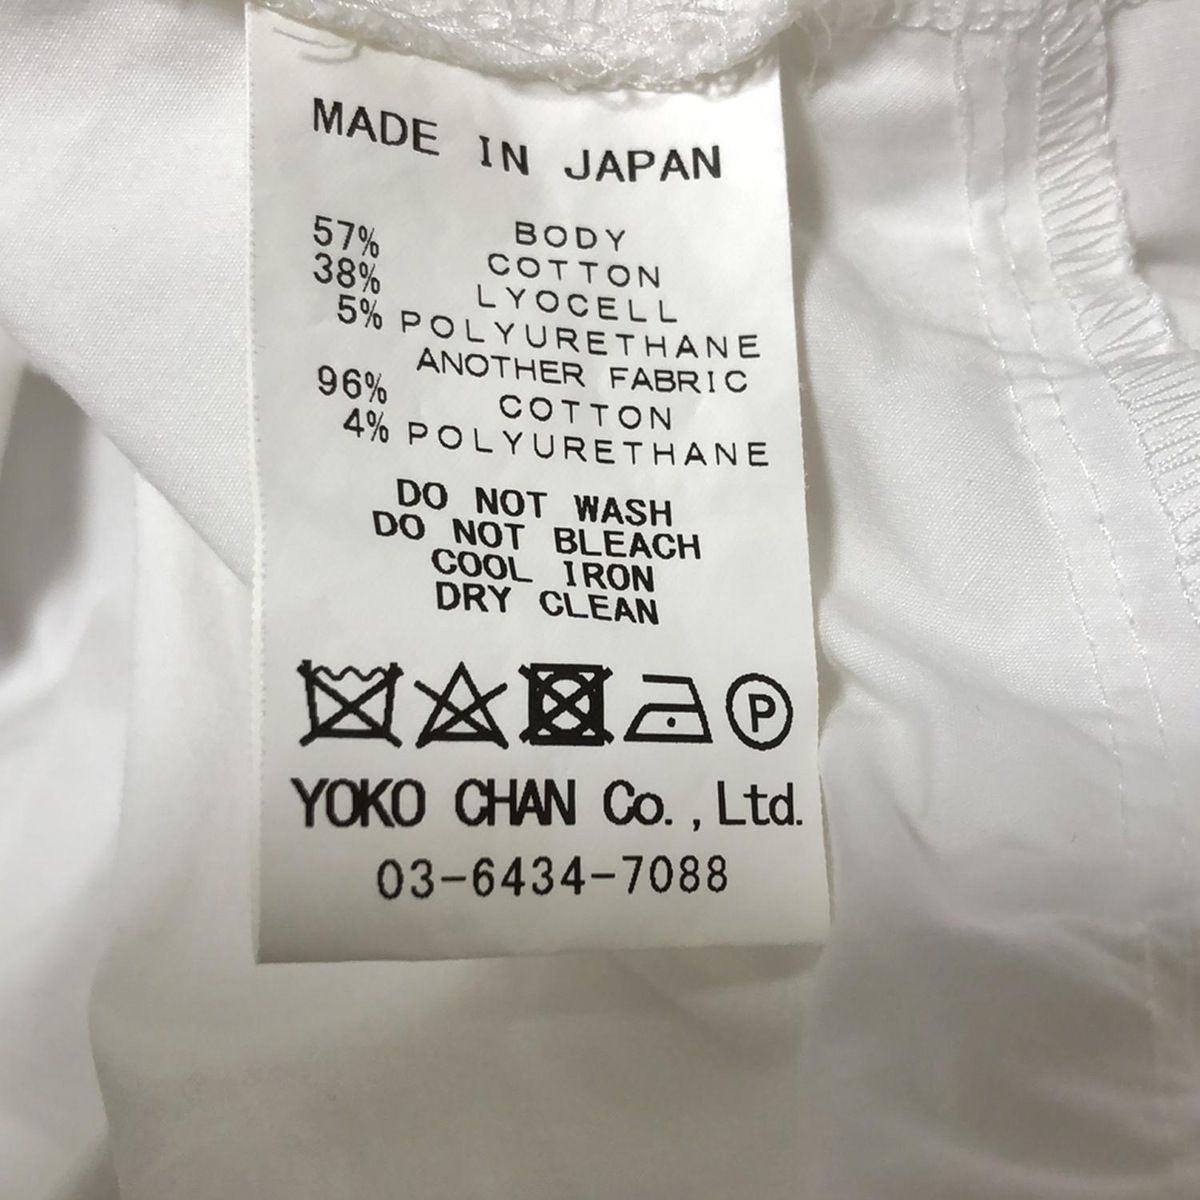 MADE IN JAPAN
BODY
57% COTTON
38% LYOCELL
5% POLYURETHANE
ANOTHER FABRIC
96% COTTON
4% POLYURETHANE
DO NOT WASH
DO NOT BLEACH
COOL IRON
DRY CLEAN
P
YOKO CHAN Co., Ltd.
03-6434-7088